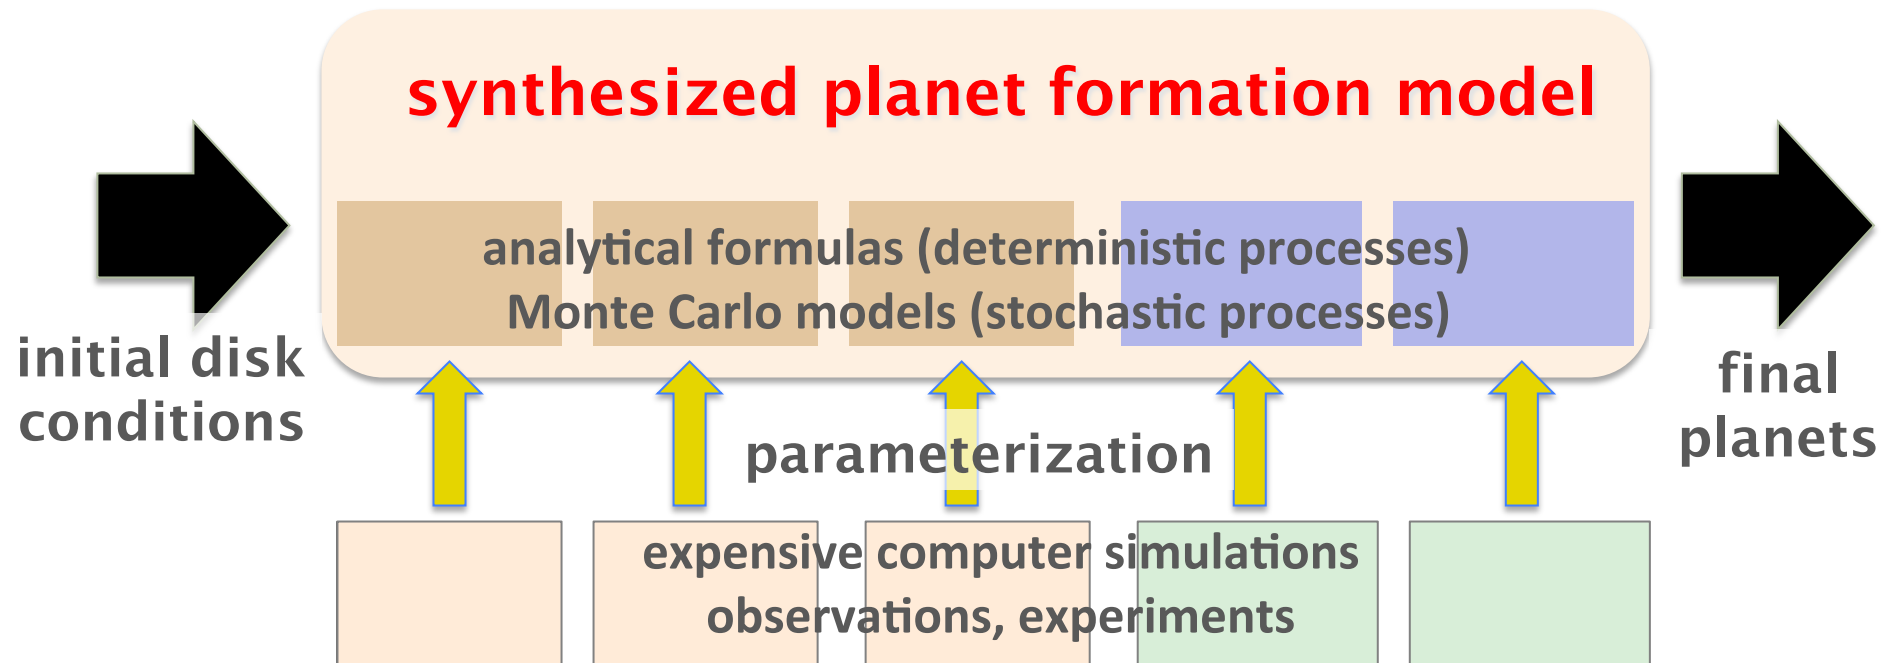 synthesized planet formation model
analytical formulas (deterministic processes)
Monte Carlo models (stochastic processes)
initial disk
conditions
final
planets
parameterization
expensive computer simulations
observations, experiments